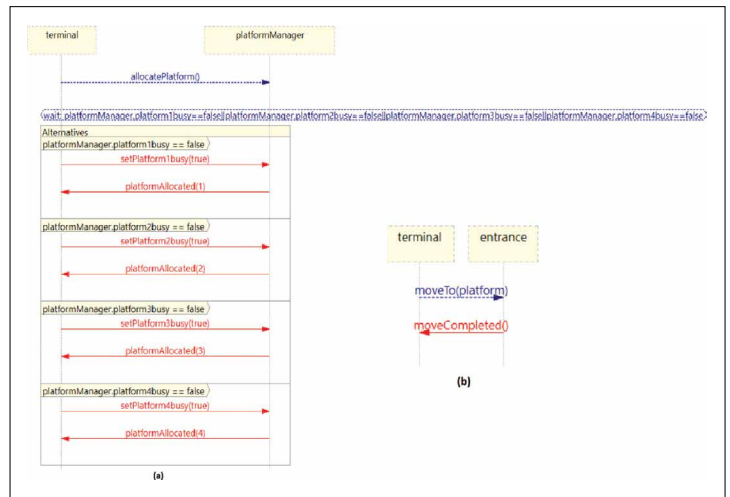 terminal
platformManager
allocatePlatform()
wait: platformManager.platform1busy==false||platformManager.platform2busy==false||platformManager.platform3busy==false||platformManager.platform4busy==false
Alternatives
platformManager.platform1busy == false
setPlatform1busy(true)
platformAllocated(1)
platformManager.platform2busy == false
setPlatform2busy(true)
platformAllocated(2)
platformManager.platform3busy == false
setPlatform3busy(true)
platformAllocated(3)
platformManager.platform4busy == false
setPlatform4busy(true)
platformAllocated(4)
(a)
terminal
entrance
moveTo(platform)
moveCompleted()
(b)